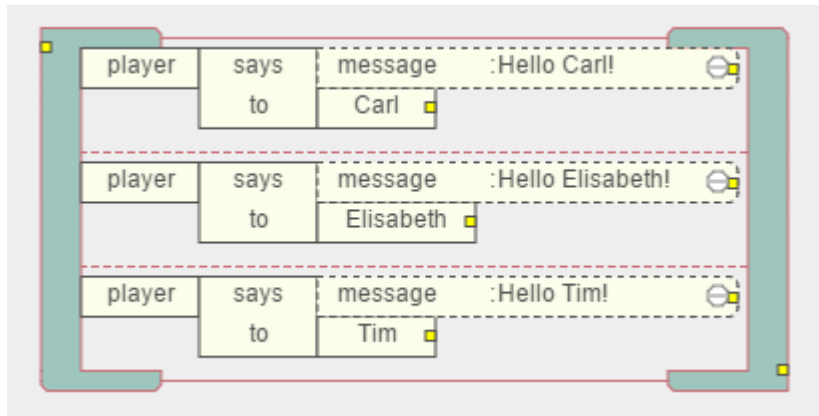 player says message :Hello Carl!
to Carl
player says message :Hello Elisabeth!
to Elisabeth
player says message :Hello Tim!
to Tim